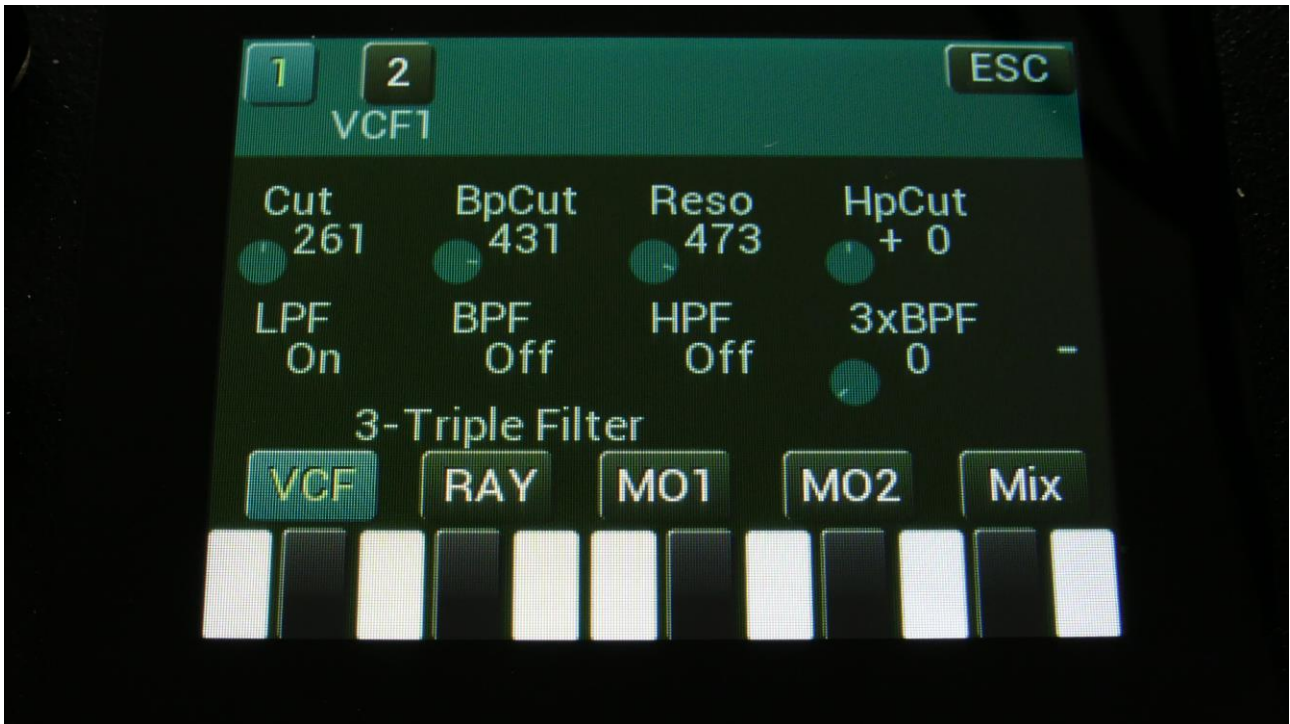 1 2 ESC
VCF1
Cut BpCut Reso HpCut
261 431 473 + 0
LPF BPF HPF 3xBPF
On Off Off 0 -
3-Triple Filter
VCF RAY MO1 MO2 Mix